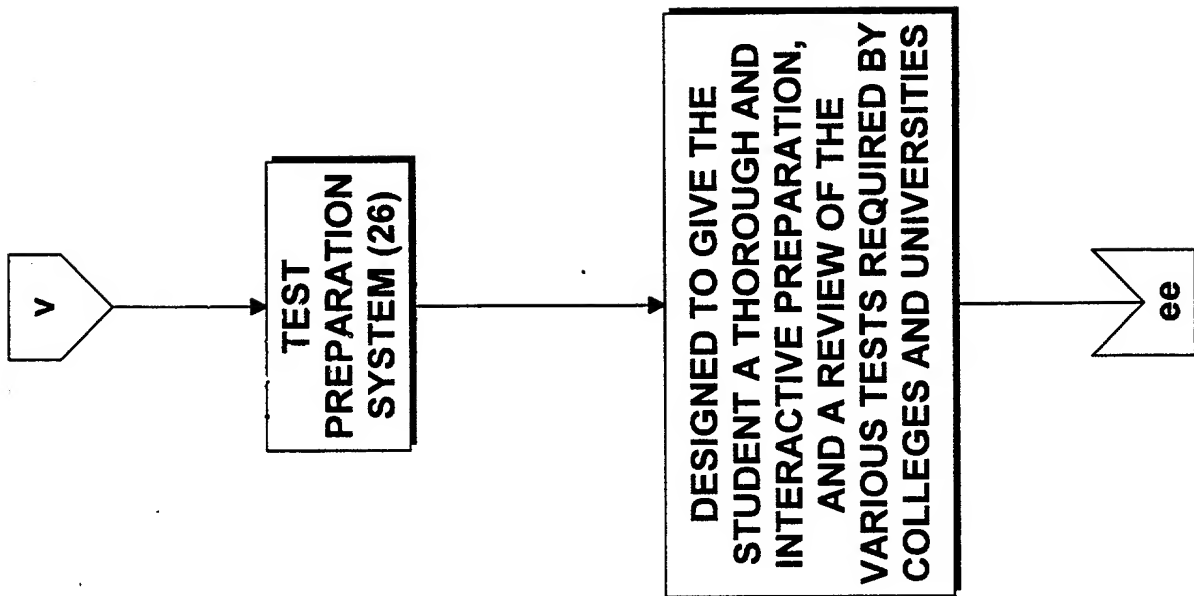 v
TEST
PREPARATION
SYSTEM (26)
DESIGNED TO GIVE THE
STUDENT A THOROUGH AND
INTERACTIVE PREPARATION,
AND A REVIEW OF THE
VARIOUS TESTS REQUIRED BY
COLLEGES AND UNIVERSITIES
ee